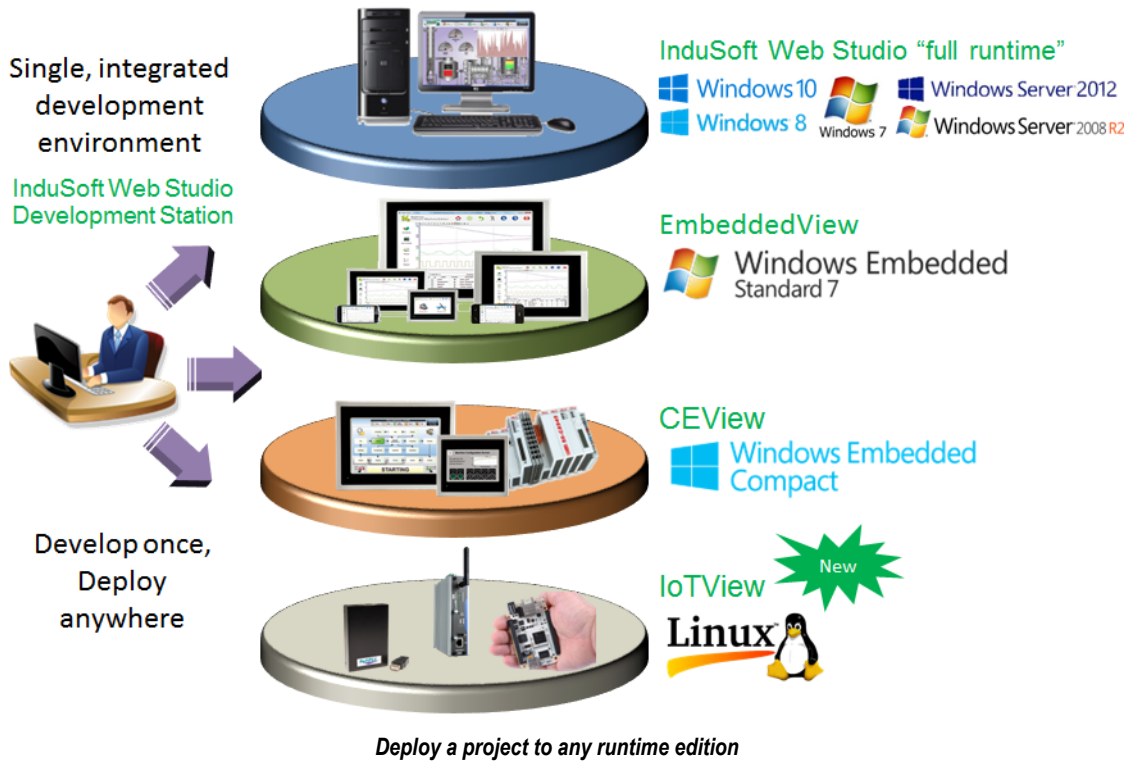 Single, integrated
development
environment
InduSoft Web Studio
Development Station
Develop once,
Deploy
anywhere
InduSoft Web Studio “full runtime”
Windows 10
Windows 8
Windows 7
Windows Server 2012
Windows Server 2008 R2
EmbeddedView
Windows Embedded
Standard 7
CEView
Windows Embedded
Compact
STARTING
IoTView
New
Linux™
Deploy a project to any runtime edition